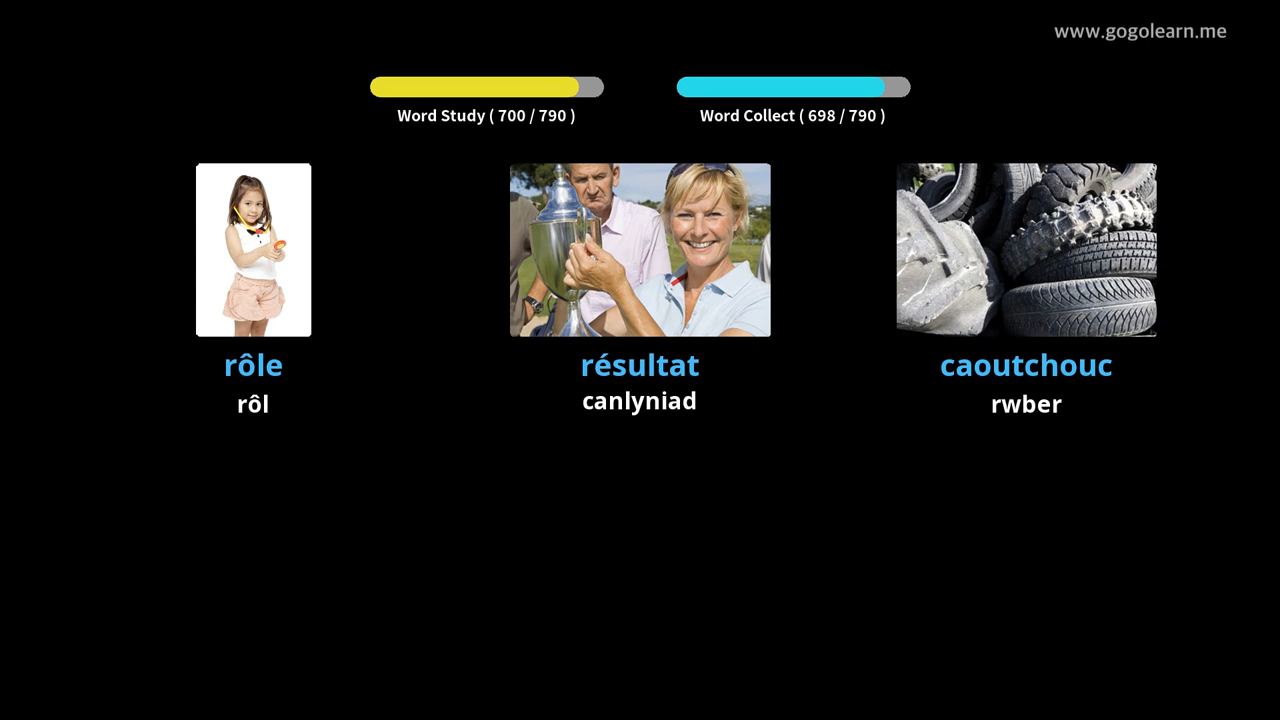 www.gogolearn.me
Word Study ( 700 / 790 )
Word Collect ( 698 / 790 )
rôle
résultat
caoutchouc
rôl
canlyniad
rwber